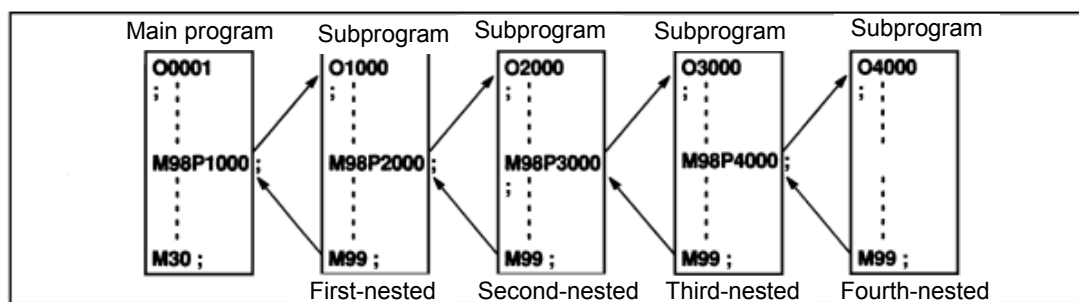 Main program
O0001
;
M98P1000 ;
M30 ;
Subprogram
O1000
;
M98P2000 ;
M99 ;
First-nested
Subprogram
O2000
;
M98P3000
;
M99 ;
Second-nested
Subprogram
O3000
;
M98P4000 ;
M99 ;
Third-nested
Subprogram
O4000
;
M99 ;
Fourth-nested